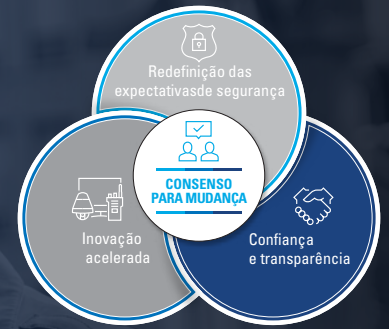 Redefinição das
expectativasde segurança
CONSENSO
PARA MUDANÇA
Inovação
acelerada
Confiança
e transparência